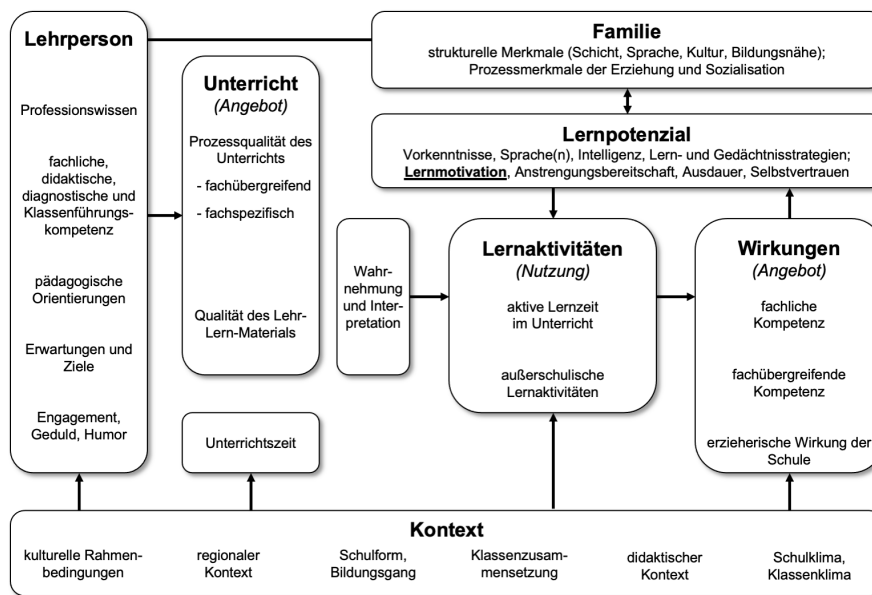 Lehrperson
Professionswissen
fachliche,
didaktische,
diagnostische und
Klassenführungs-
kompetenz
pädagogische
Orientierungen
Erwartungen und
Ziele
Engagement,
Geduld, Humor
Unterricht
(Angebot)
Prozessqualität des
Unterrichts
- fachübergreifend
- fachspezifisch
Qualität des Lehr-
Lern-Materials
Unterrichtszeit
Familie
strukturelle Merkmale (Schicht, Sprache, Kultur, Bildungsnähe);
Prozessmerkmale der Erziehung und Sozialisation
Lernpotenzial
Vorkenntnisse, Sprache(n), Intelligenz, Lern- und Gedächtnisstrategien;
Lernmotivation, Anstrengungsbereitschaft, Ausdauer, Selbstvertrauen
Wahr-
nehmung
und Inter-
pretation
Lernaktivitäten
(Nutzung)
aktive Lernzeit
im Unterricht
außerschulische
Lernaktivitäten
Wirkungen
(Angebot)
fachliche
Kompetenz
fachübergreifende
Kompetenz
erzieherische Wirkung der
Schule
Kontext
kulturelle Rahmen-
bedingungen
regionaler
Kontext
Schulform,
Bildungsgang
Klassenzusam-
mensetzung
didaktischer
Kontext
Schulklima,
Klassenklima